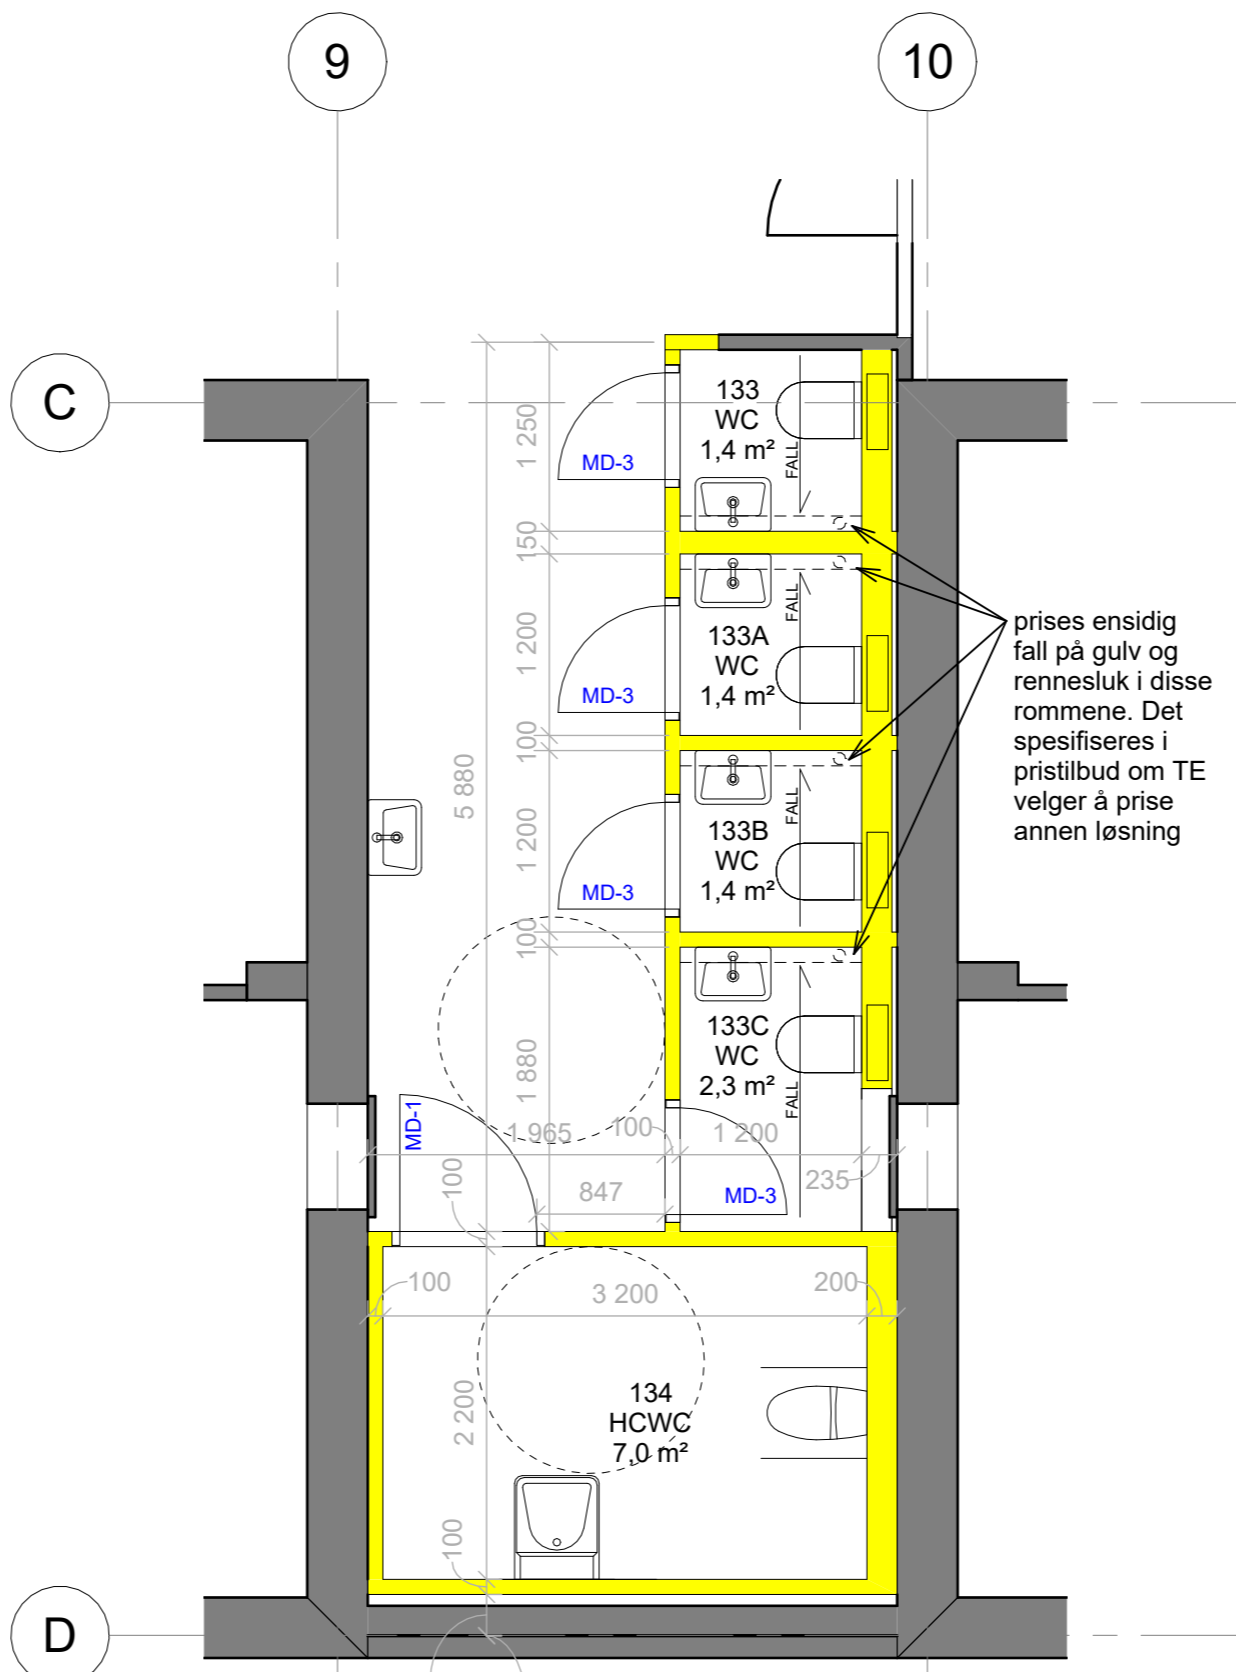 9
10
C
133
WC
1,4 m²
FALL
MD-3
1 250
150
133A
WC
1,4 m²
FALL
MD-3
1 200
100
prises ensidig
fall på gulv og
rennesluk i disse
rommene. Det
spesifiseres i
pristilbud om TE
velger å prise
annen løsning
5 880
133B
WC
1,4 m²
FALL
MD-3
1 200
100
133C
WC
2,3 m²
FALL
MD-3
1 880
MD-1
1 965
100
1 200
235
847
100
100
3 200
200
134
HCWC
7,0 m²
2 200
100
D